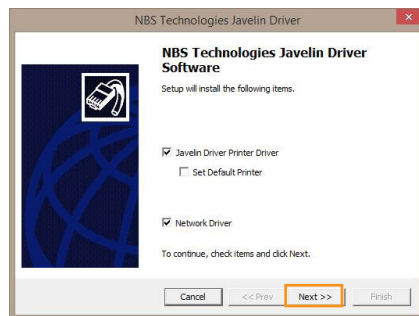 NBS Technologies Javelin Driver
x
NBS Technologies Javelin Driver
Software
Setup will install the following items.
Javelin Driver Printer Driver
Set Default Printer
Network Driver
To continue, check items and click Next.
Cancel
<< Prev
Next >>
Finish